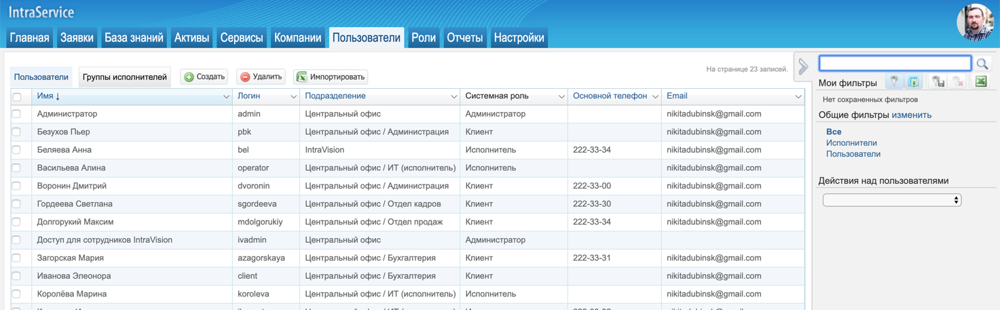 IntraService
Главная Заявки База знаний Активы Сервисы Компании Пользователи Роли Отчеты Настройки
Пользователи Группы исполнителей Создать Удалить Импортировать На странице 23 записей.
Имя ↓ Логин Подразделение Системная роль Основной телефон Email
Администратор admin Центральный офис Администратор nikitadubinsk@gmail.com
Безухов Пьер pbk Центральный офис / Администрация Клиент nikitadubinsk@gmail.com
Беляева Анна bel IntraVision Исполнитель 222-33-34 nikitadubinsk@gmail.com
Васильева Алина operator Центральный офис / ИТ (исполнитель) Исполнитель nikitadubinsk@gmail.com
Воронин Дмитрий dvoronin Центральный офис / Администрация Клиент 222-33-00 nikitadubinsk@gmail.com
Гордеева Светлана sgordeeva Центральный офис / Отдел кадров Клиент 222-33-30 nikitadubinsk@gmail.com
Долгорукий Максим mdolgorukiy Центральный офис / Отдел продаж Клиент 222-33-34 nikitadubinsk@gmail.com
Доступ для сотрудников IntraVision ivadmin Центральный офис Администратор
Загорская Мария azagorskaya Центральный офис / Бухгалтерия Клиент 222-33-31 nikitadubinsk@gmail.com
Иванова Элеонора client Центральный офис / Бухгалтерия Клиент nikitadubinsk@gmail.com
Королёва Марина koroleva Центральный офис / ИТ (исполнитель) Исполнитель nikitadubinsk@gmail.com
Мои фильтры
Нет сохраненных фильтров
Общие фильтры изменить
Все
Исполнители
Пользователи
Действия над пользователями